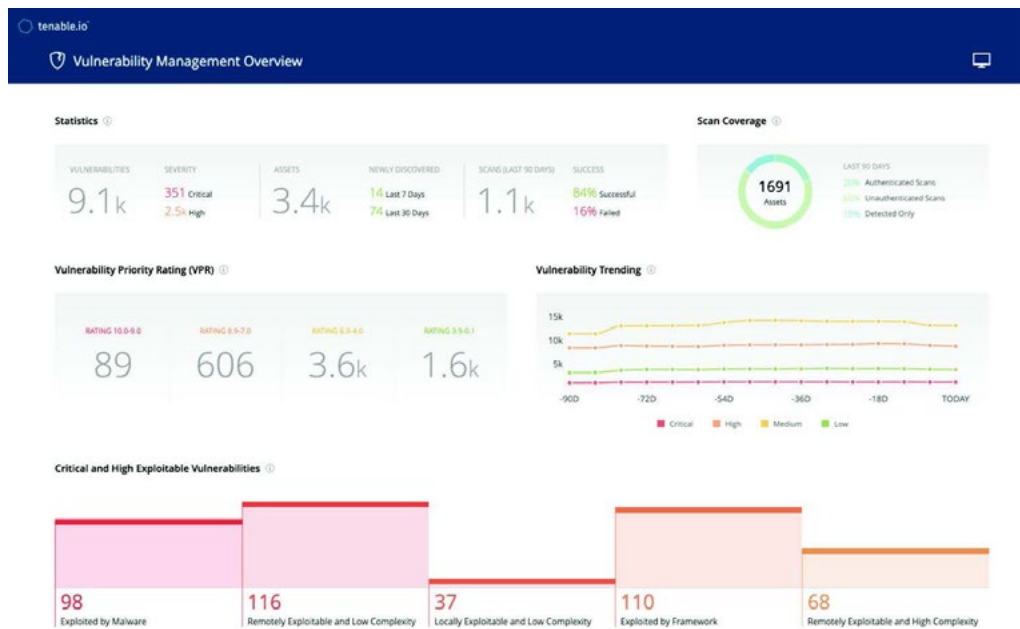 tenable.io
Vulnerability Management Overview
Statistics
Scan Coverage
VULNERABILITIES
9.1k
SEVERITY
351 Critical
2.5k High
ASSETS
3.4k
NEWLY DISCOVERED
14 Last 7 Days
74 Last 30 Days
SCANS (LAST 90 DAYS)
1.1k
SUCCESS
84% Successful
16% Failed
1691
Assets
LAST 90 DAYS
Authenticated Scans
Unauthenticated Scans
Detected Only
Vulnerability Priority Rating (VPR)
RATING 10.0-9.0
89
RATING 8.9-7.0
606
RATING 6.9-4.0
3.6k
RATING 3.9-0.1
1.6k
Vulnerability Trending
15k
10k
5k
-90D -72D -54D -36D -18D TODAY
Critical High Medium Low
Critical and High Exploitable Vulnerabilities
98
Exploited by Malware
116
Remotely Exploitable and Low Complexity
37
Locally Exploitable and Low Complexity
110
Exploited by Framework
68
Remotely Exploitable and High Complexity